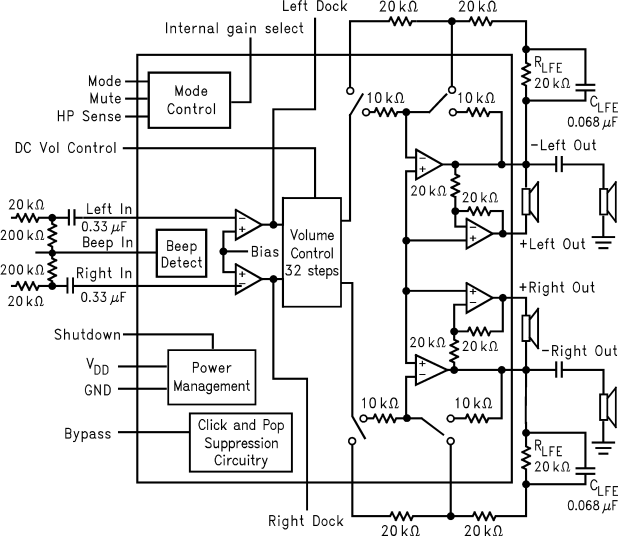 Left Dock
20 kΩ
20 kΩ
Internal gain select
R LFE
20 kΩ
C LFE
0.068 μF
Mode
Mute
HP Sense
Mode
Control
10 kΩ
10 kΩ
DC Vol Control
-Left Out
20 kΩ
Left In
0.33 μF
200 kΩ
Beep In
Beep
Detect
200 kΩ
Right In
20 kΩ
0.33 μF
Bias
Volume
Control
32 steps
20 kΩ
20 kΩ
+Left Out
+Right Out
20 kΩ
20 kΩ
-Right Out
Shutdown
VDD
GND
Power
Management
Bypass
Click and Pop
Suppression
Circuitry
10 kΩ
10 kΩ
R LFE
20 kΩ
C LFE
0.068 μF
Right Dock
20 kΩ
20 kΩ